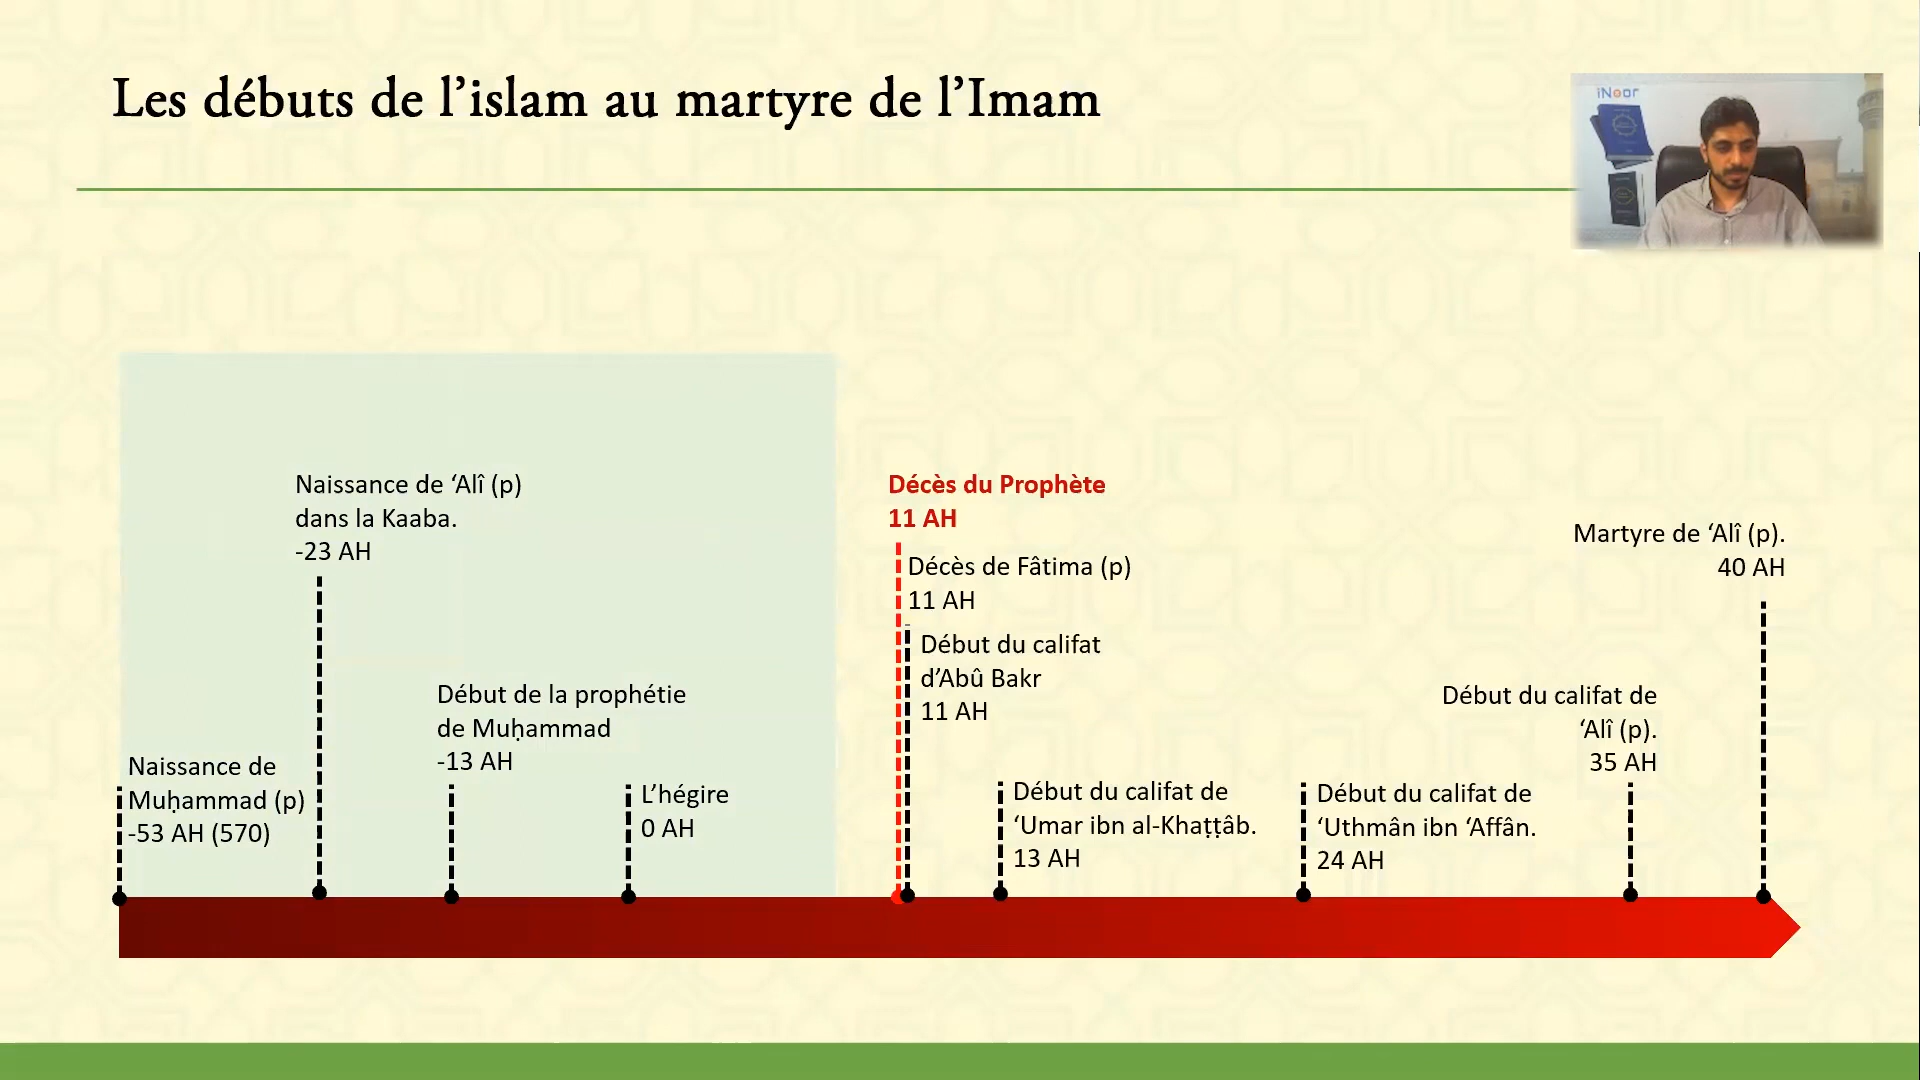 Les débuts de l’islam au martyre de l’Imam
iNoor
Naissance de ‘Alî (p)
dans la Kaaba.
-23 AH
Décès du Prophète
11 AH
Martyre de ‘Alî (p).
40 AH
Décès de Fâtima (p)
11 AH
Début du califat
d’Abû Bakr
11 AH
Début de la prophétie
de Muḥammad
-13 AH
Début du califat de
‘Alî (p).
35 AH
Naissance de
Muḥammad (p)
-53 AH (570)
L’hégire
0 AH
Début du califat de
‘Umar ibn al-Khaṭṭâb.
13 AH
Début du califat de
‘Uthmân ibn ‘Affân.
24 AH